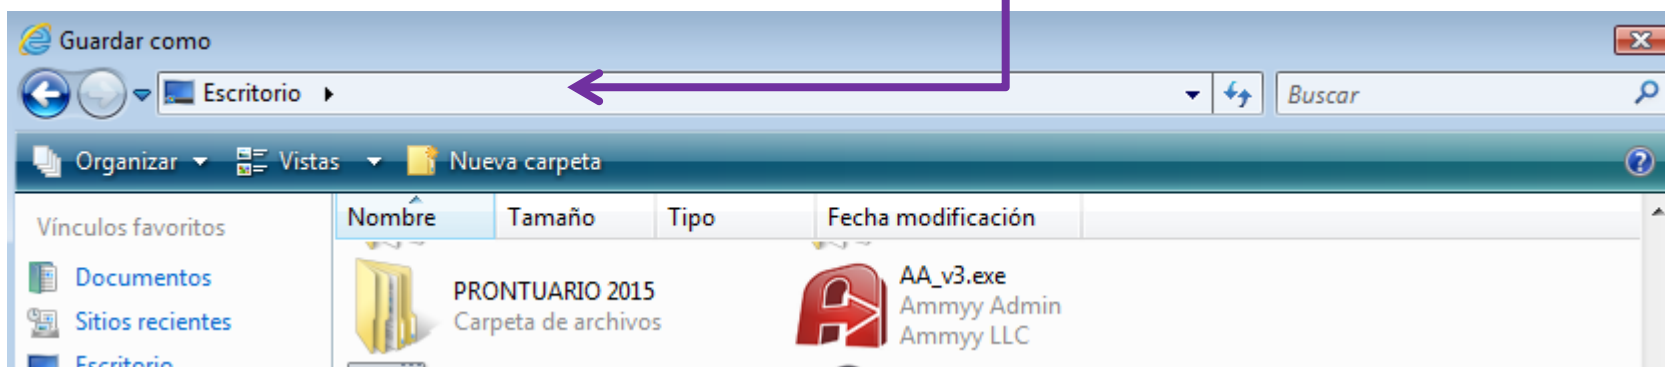 Guardar como
Escritorio
Buscar
Organizar Vistas Nueva carpeta
Vínculos favoritos
Nombre Tamaño Tipo Fecha modificación
Documentos
Sitios recientes
Escritorio
PRONTUARIO 2015
Carpeta de archivos
AA_v3.exe
Ammyy Admin
Ammyy LLC